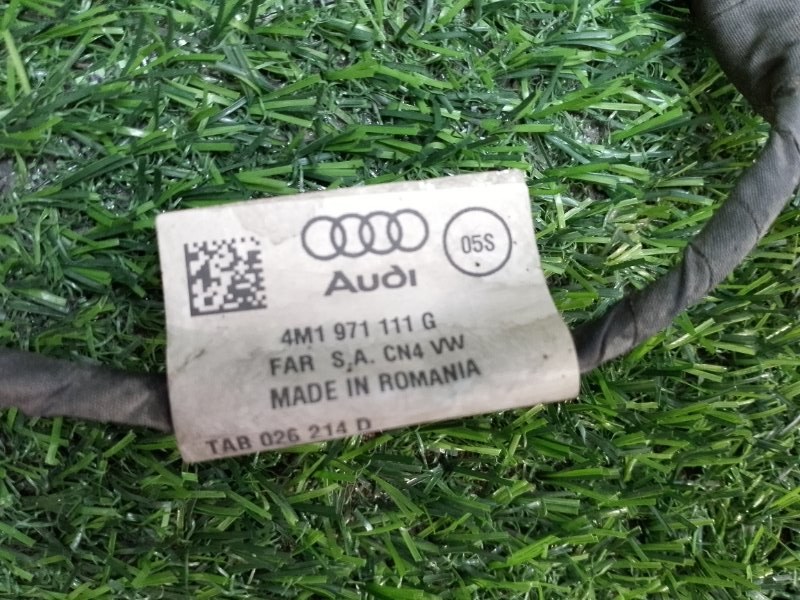 05S
Audi
4M1 971 111 G
FAR S.A. CN4 VW
MADE IN ROMANIA
TAB 026 214 D